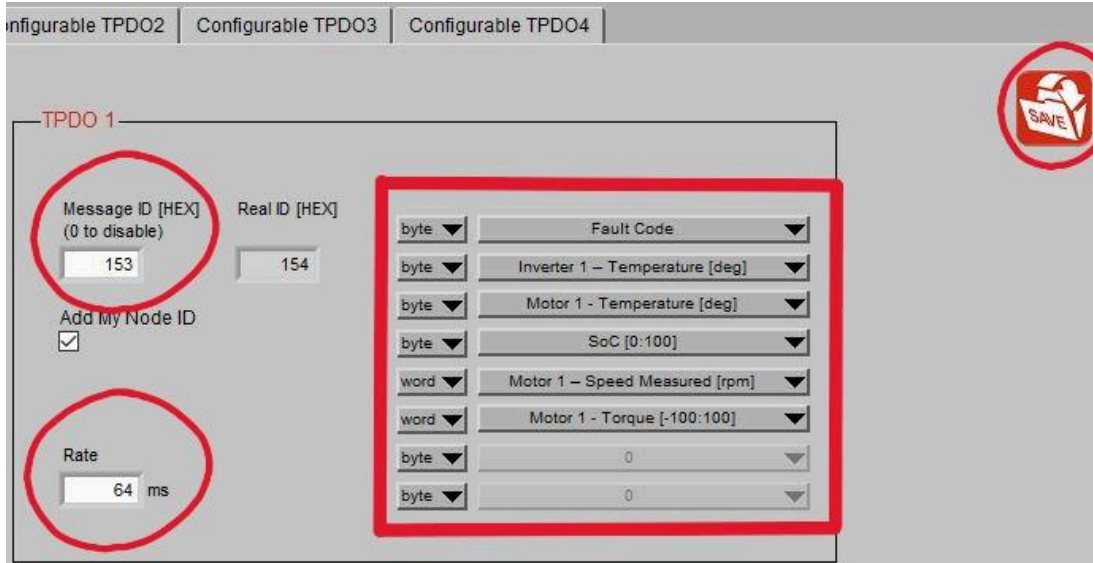 Configurable TPDO3 Configurable TPDO4
TPDO 1
SAVE
Message ID [HEX] Real ID [HEX]
(0 to disable)
153 154
Add My Node ID
Rate
64 ms
byte Fault Code
byte Inverter 1 – Temperature [deg]
byte Motor 1 - Temperature [deg]
byte SoC [0:100]
word Motor 1 – Speed Measured [rpm]
word Motor 1 - Torque [-100:100]
byte 0
byte 0